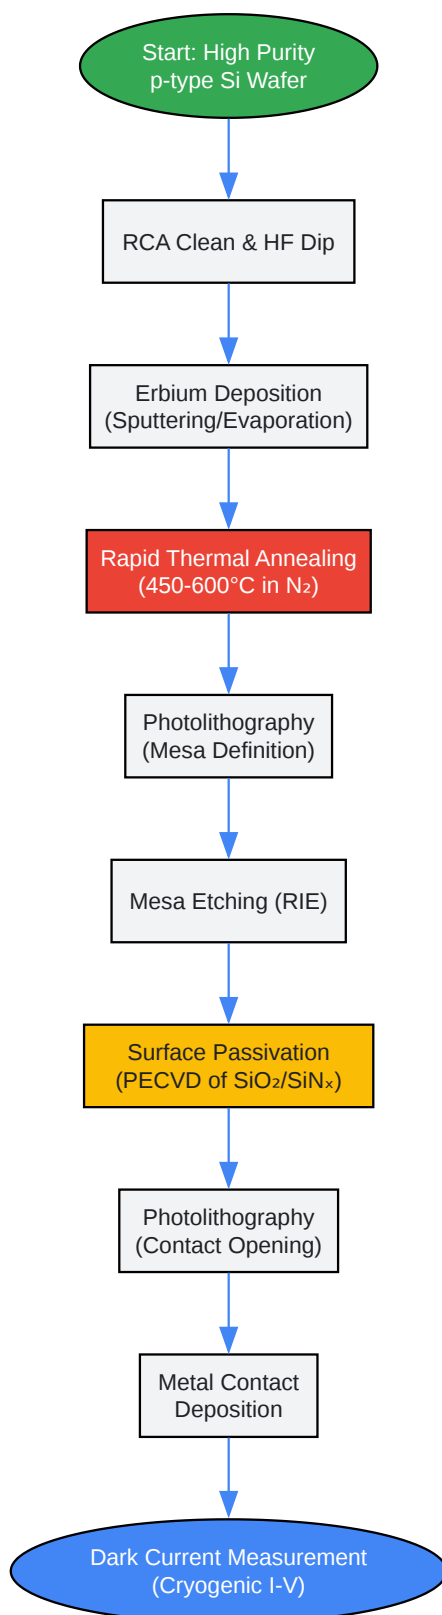 Start: High Purity
p-type Si Wafer
RCA Clean & HF Dip
Erbium Deposition
(Sputtering/Evaporation)
Rapid Thermal Annealing
(450-600°C in N₂)
Photolithography
(Mesa Definition)
Mesa Etching (RIE)
Surface Passivation
(PECVD of SiO₂/SiNₓ)
Photolithography
(Contact Opening)
Metal Contact
Deposition
Dark Current Measurement
(Cryogenic I-V)